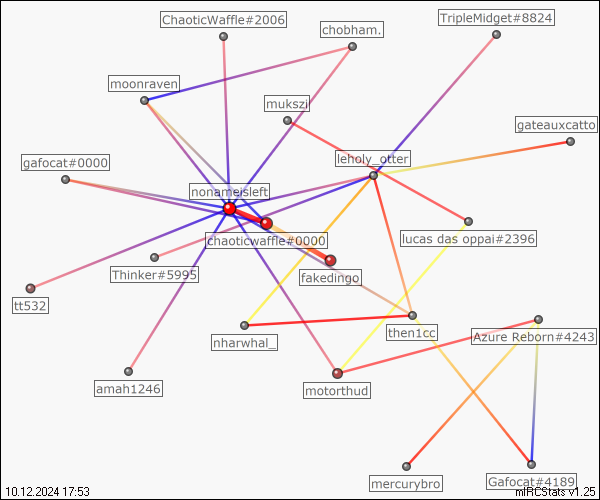 ChaoticWaffle#2006
TripleMidget#8824
chobham.
moonraven
mukszi
gateauxcatto
leholy_otter
gafocat#0000
nonameisleft
chaoticwaffle#0000
lucas das oppai#2396
Thinker#5995
fakedingo
tt532
then1cc
Azure Reborn#4243
nharwhal_
amah1246
motorthud
mercurybro
Gafocat#4189
10.12.2024 17:53
mIRCStats v1.25